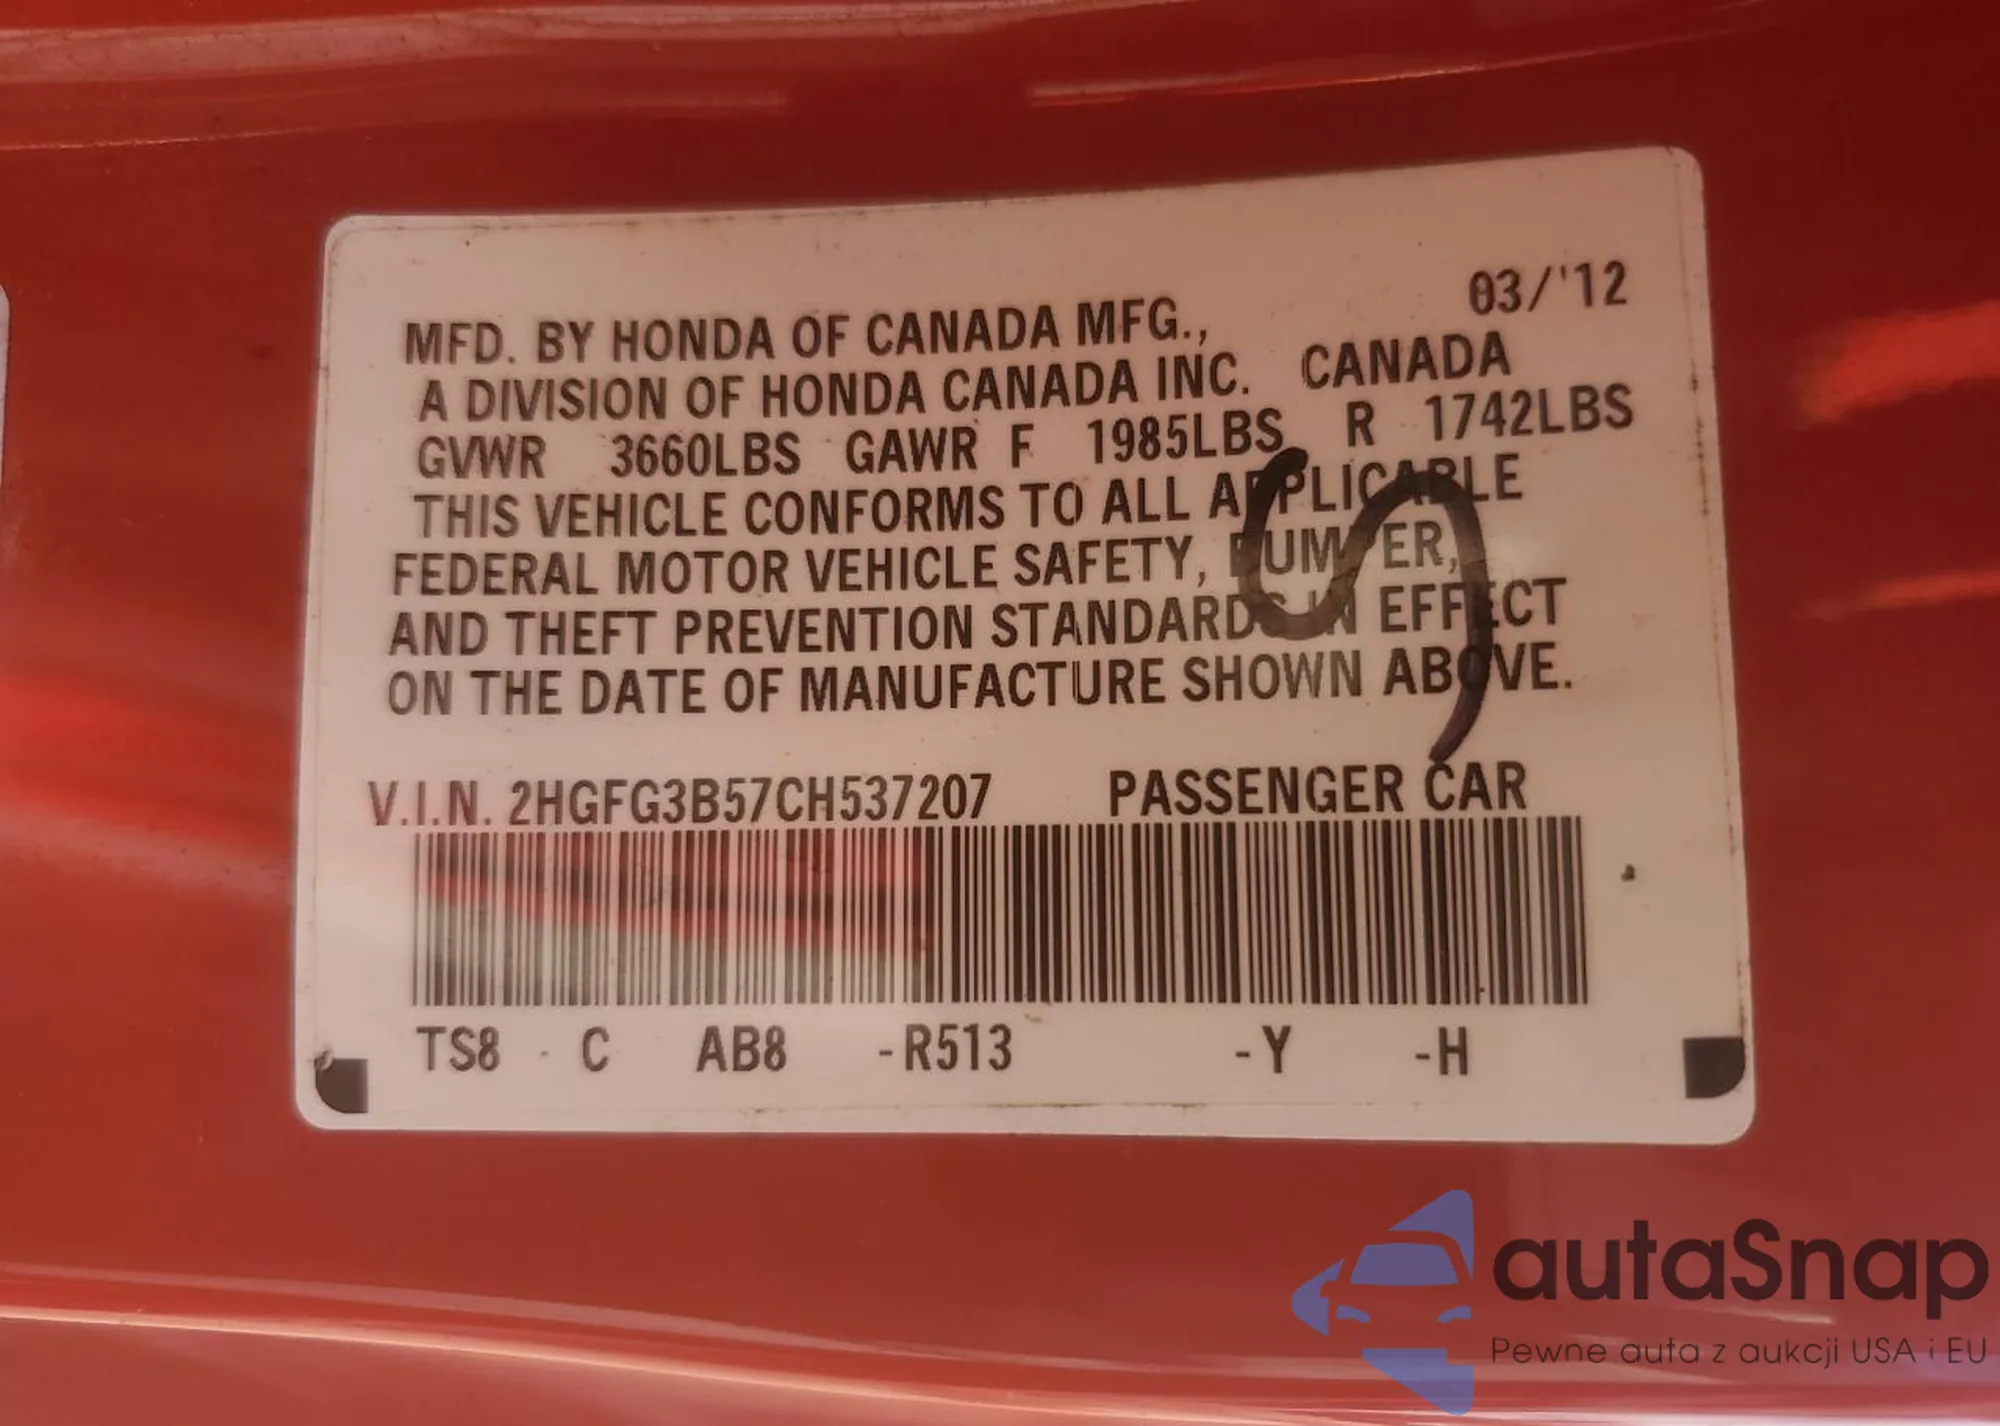 03/'12
MFD. BY HONDA OF CANADA MFG.,
A DIVISION OF HONDA CANADA INC. CANADA
GVWR 3660LBS GAWR F 1985LBS R 1742LBS
THIS VEHICLE CONFORMS TO ALL APPLICABLE
FEDERAL MOTOR VEHICLE SAFETY, BUMPER,
AND THEFT PREVENTION STANDARDS IN EFFECT
ON THE DATE OF MANUFACTURE SHOWN ABOVE.
V.I.N. 2HGFG3B57CH537207 PASSENGER CAR
TS8 - C AB8 -R513 -Y -H
autaSnap
Pewne auta z aukcji USA i EU